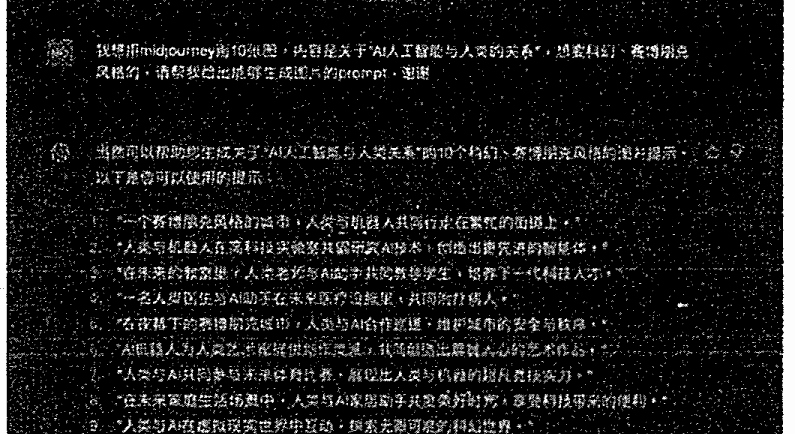 我想用midjourney画10张图，内容是关于"AI人工智能与人类的关系"，想要科幻、赛博朋克
风格的，请帮我给出能够生成图片的prompt，谢谢
当然可以帮助您生成关于"AI人工智能与人类关系"的10个科幻、赛博朋克风格的图片提示。
以下是您可以使用的提示：
1. "一个赛博朋克风格的城市，人类与机器人共同行走在繁忙的街道上。"
2. "人类与机器人在高科技实验室共同研究AI技术，创造出更先进的智能体。"
3. "在未来的教室里，人类老师与AI助手共同教导学生，培养下一代科技人才。"
4. "一名人类医生与AI助手在未来医疗设施里，共同治疗病人。"
5. "在夜幕下的赛博朋克城市，人类与AI合作巡逻，维护城市的安全与秩序。"
6. "AI机器人为人类艺术家提供创作灵感，共同创造出震撼人心的艺术作品。"
7. "人类与AI共同参与未来体育比赛，展现出人类与机器的超凡竞技实力。"
8. "在未来家庭生活场景中，人类与AI家居助手共度美好时光，享受科技带来的便利。"
9. "人类与AI在虚拟现实世界中互动，探索无限可能的科幻世界。"